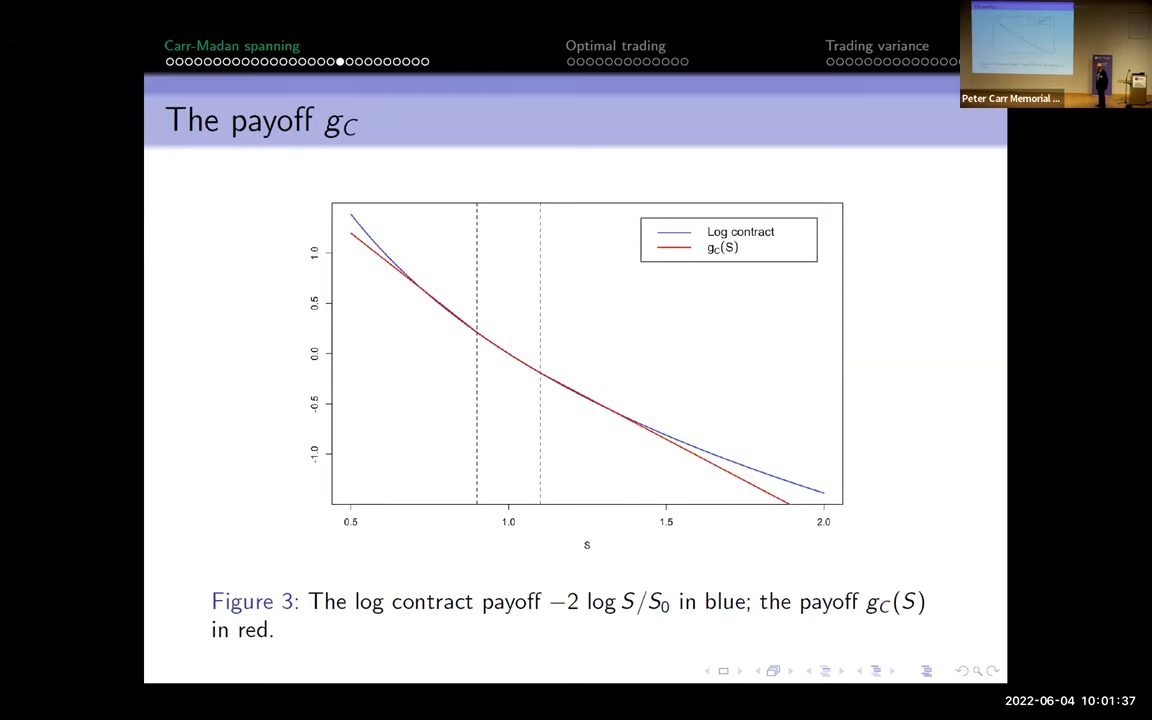 Carr-Madan spanning
Optimal trading
Trading variance
Peter Carr Memorial ...
The payoff g_C
Log contract
g_C(S)
1.0
0.5
0.0
-0.5
-1.0
0.5
1.0
1.5
2.0
S
Figure 3: The log contract payoff −2 log S/S_0 in blue; the payoff g_C(S)
in red.
2022-06-04 10:01:37